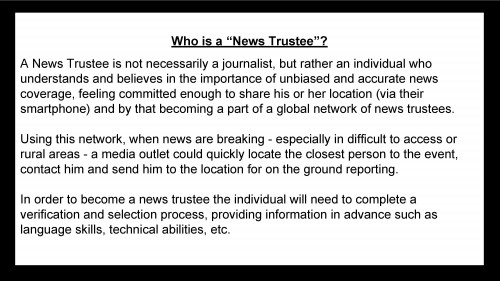 Who is a “News Trustee”?
A News Trustee is not necessarily a journalist, but rather an individual who
understands and believes in the importance of unbiased and accurate news
coverage, feeling committed enough to share his or her location (via their
smartphone) and by that becoming a part of a global network of news trustees.
Using this network, when news are breaking - especially in difficult to access or
rural areas - a media outlet could quickly locate the closest person to the event,
contact him and send him to the location for on the ground reporting.
In order to become a news trustee the individual will need to complete a
verification and selection process, providing information in advance such as
language skills, technical abilities, etc.